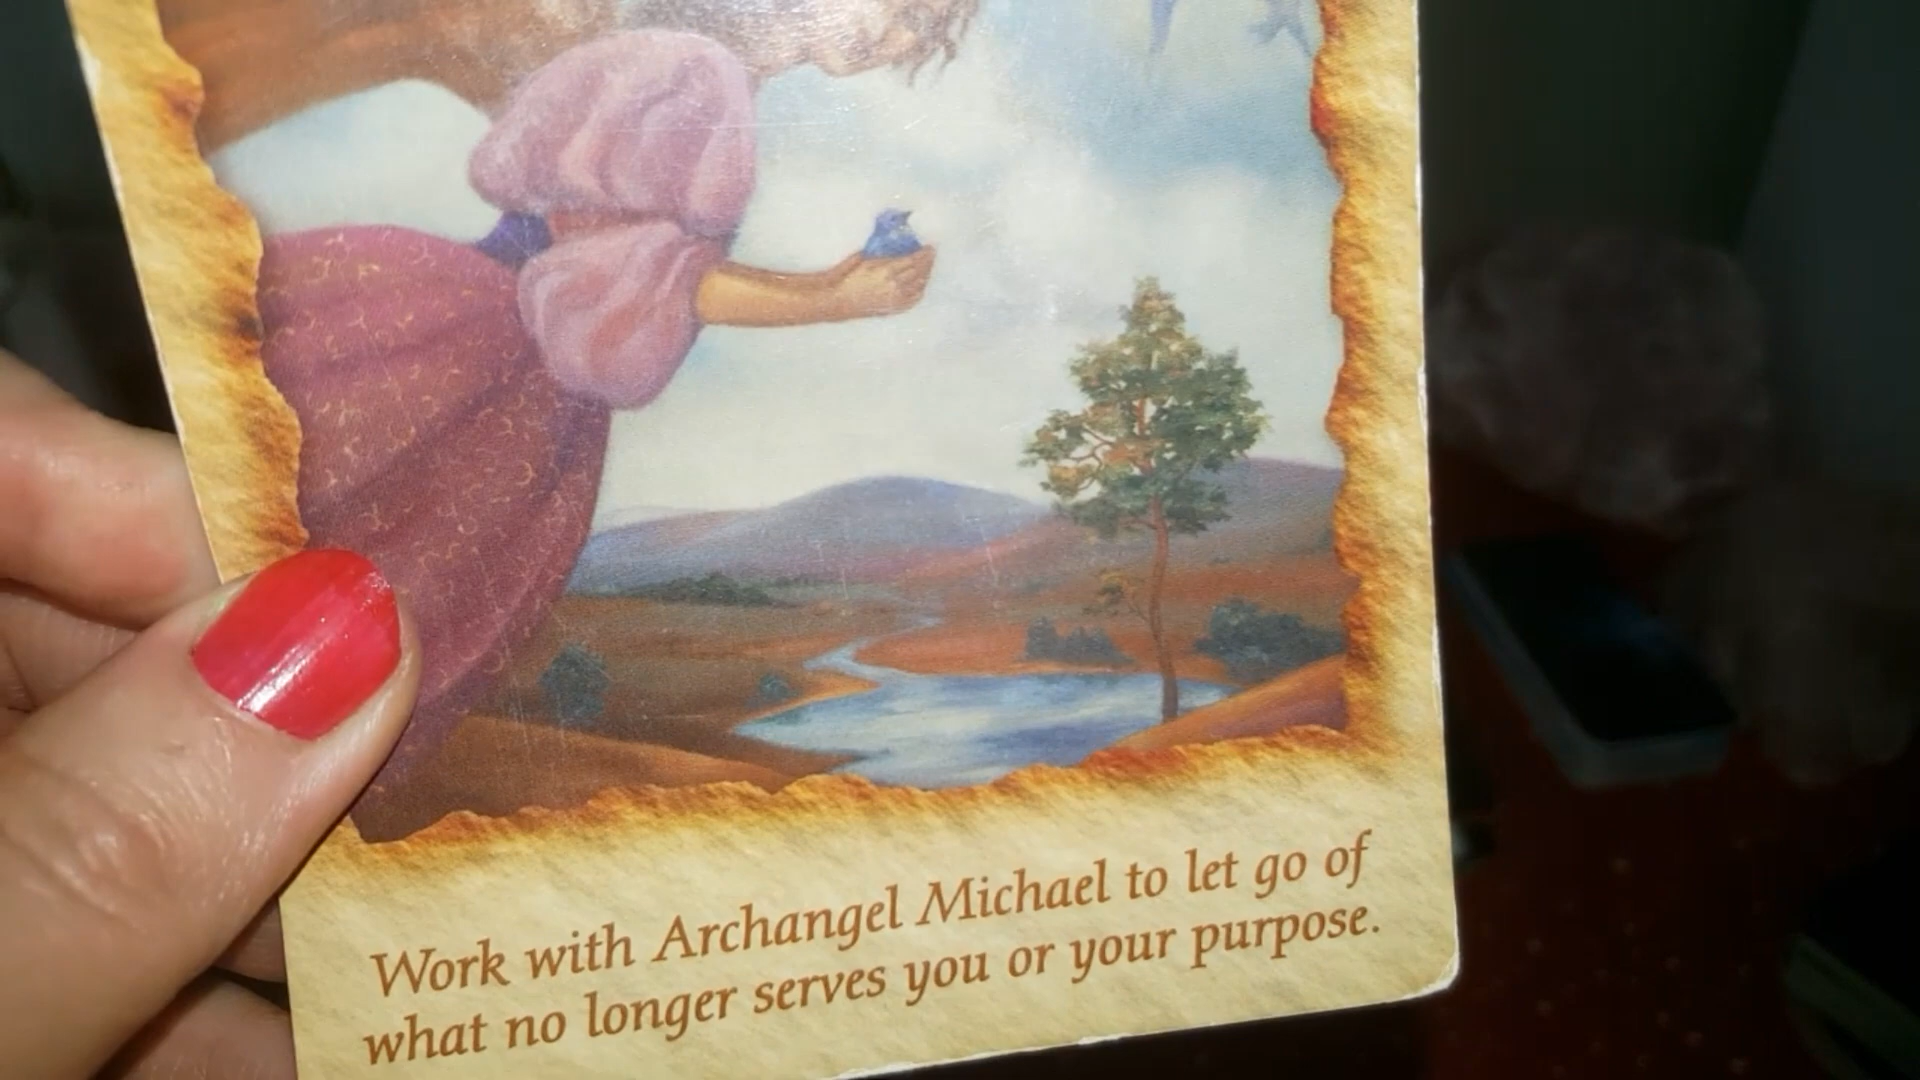 Work with Archangel Michael to let go of
what no longer serves you or your purpose.